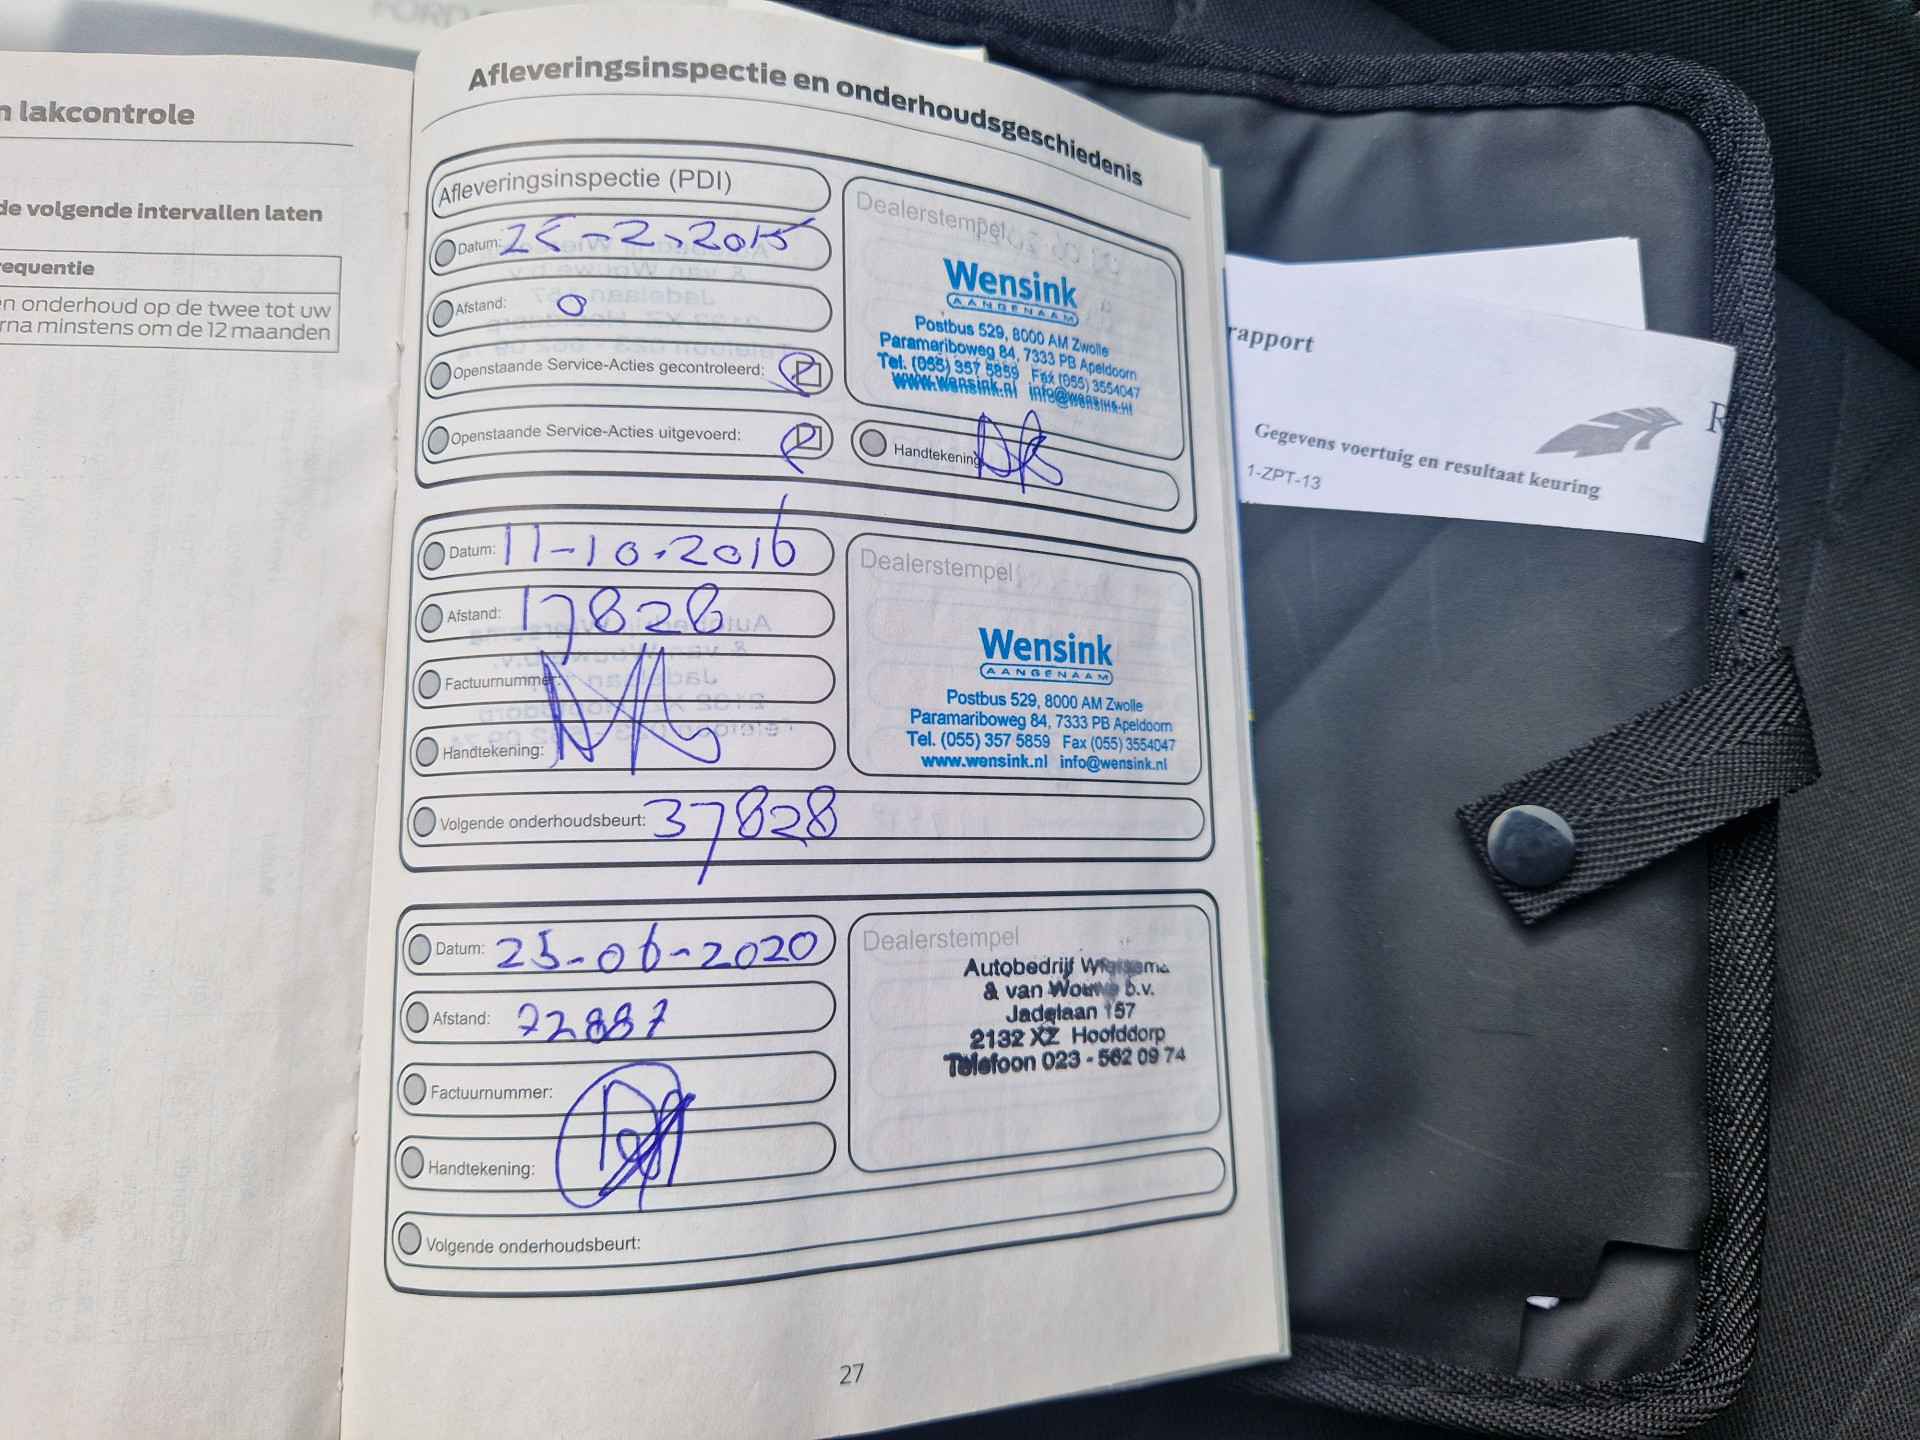 FORD
n lakcontrole
de volgende intervallen laten
equentie
en onderhoud op de twee tot uw
rna minstens om de 12 maanden
Afleveringsinspectie en onderhoudsgeschiedenis
Afleveringsinspectie (PDI)
Datum: -2-2015
Afstand: 0
Openstaande Service-Acties gecontroleerd:
Openstaande Service-Acties uitgevoerd:
Dealerstempel
Wensink
AANGENAAM
Postbus 529, 8000 AM Zwolle
Paramariboweg 84, 7333 PB Apeldoorn
Tel. (055) 357 5859 Fax (055) 3554047
www.wensink.nl info@wensink.nl
Handtekening
Datum: 11-10-2016
Afstand: 17828
Factuurnummer:
Handtekening:
Volgende onderhoudsbeurt: 37828
Dealerstempel
Wensink
AANGENAAM
Postbus 529, 8000 AM Zwolle
Paramariboweg 84, 7333 PB Apeldoorn
Tel. (055) 357 5859 Fax (055) 3554047
www.wensink.nl info@wensink.nl
Datum: 25-06-2020
Afstand: 72887
Factuurnummer:
Handtekening:
Volgende onderhoudsbeurt:
Dealerstempel
Autobedrijf Wiersema
& van Wouwe b.v.
Jadelaan 157
2132 XZ Hoofddorp
Telefoon 023 - 562 09 74
27
rapport
R
Gegevens voertuig en resultaat keuring
1-ZPT-13